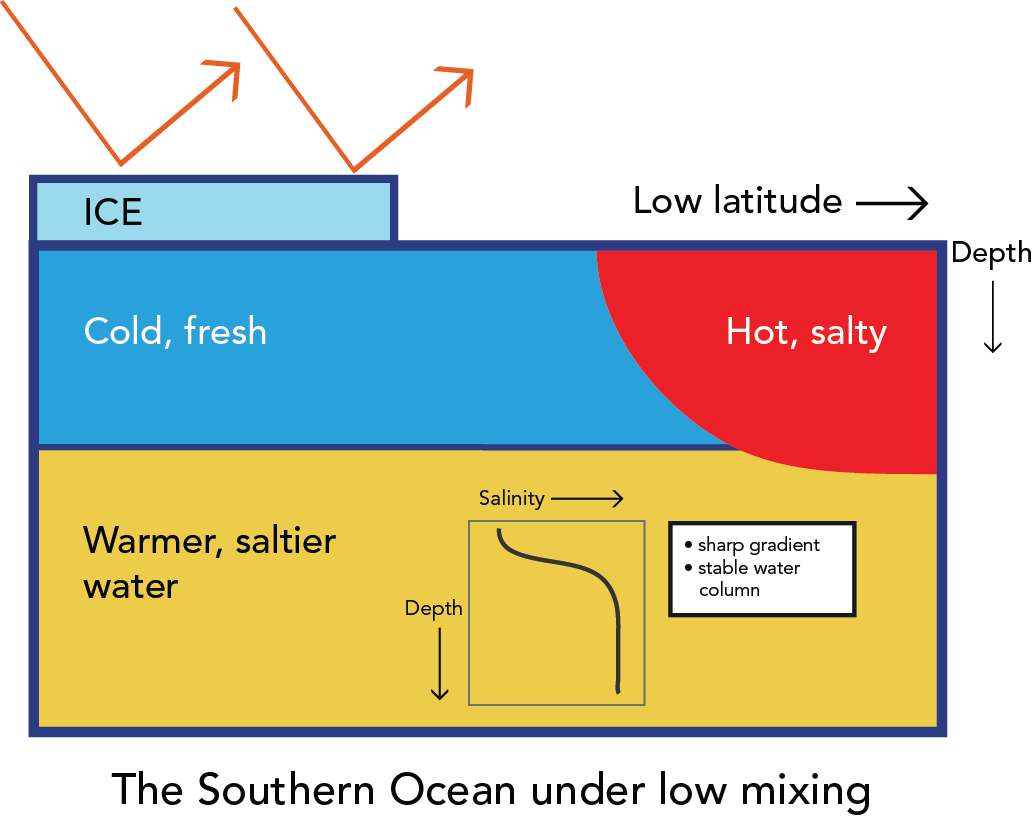 ICE
Low latitude
Depth
Cold, fresh
Hot, salty
Warmer, saltier
water
Salinity
Depth
• sharp gradient
• stable water
column
The Southern Ocean under low mixing